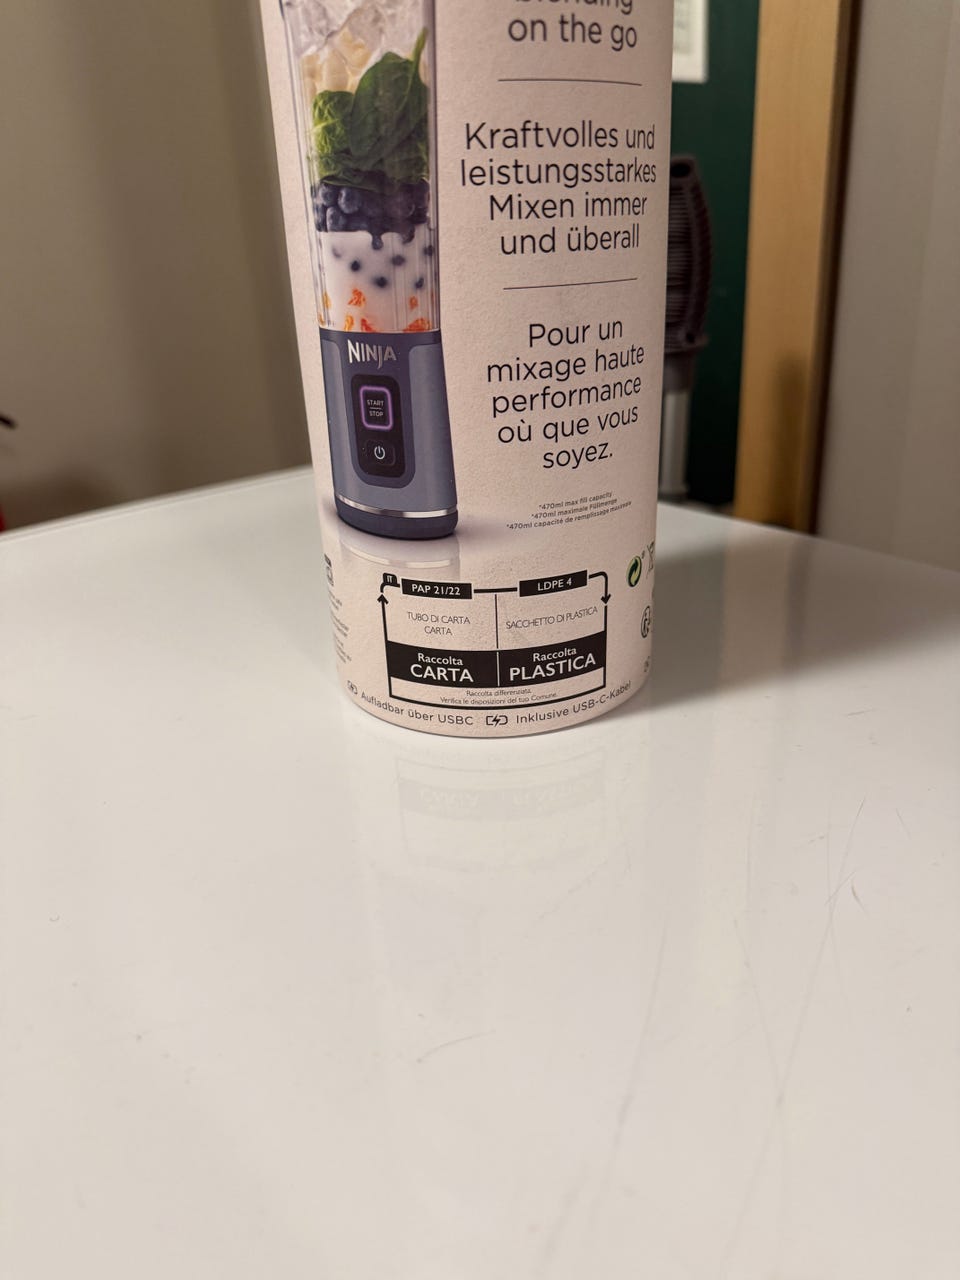 blending
on the go
Kraftvolles und
leistungsstarkes
Mixen immer
und überall
Pour un
mixage haute
performance
où que vous
soyez.
*470ml max fill capacity
*470ml maximale Füllmenge
*470ml capacité de remplissage maximale
NINJA
START
STOP
IT
PAP 21/22
LDPE 4
TUBO DI CARTA
CARTA
SACCHETTO DI PLASTICA
Raccolta
CARTA
Raccolta
PLASTICA
Raccolta differenziata.
Verifica le disposizioni del tuo Comune.
Aufladbar über USBC
Inklusive USB-C-Kabel